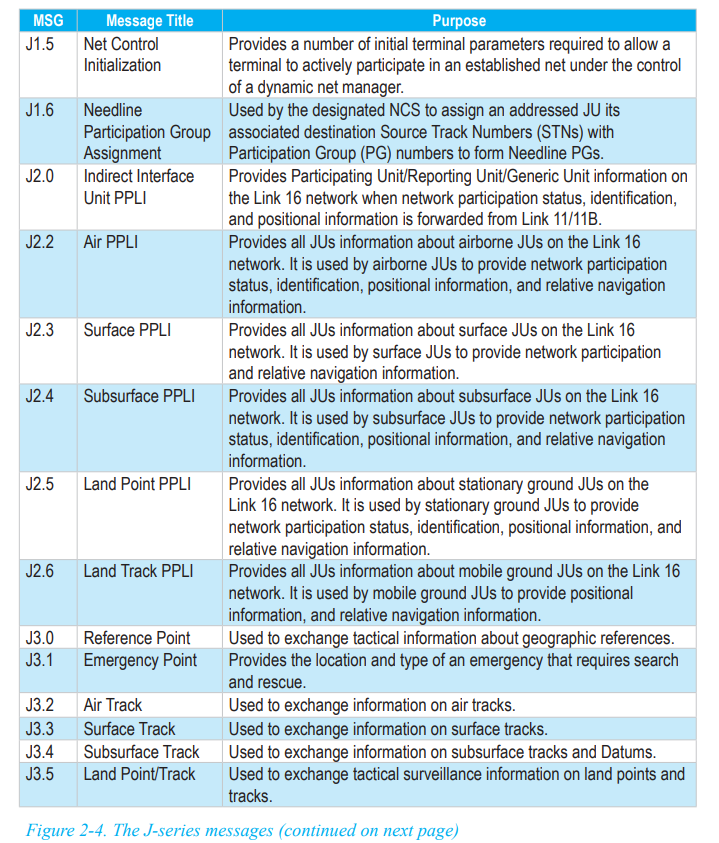 MSG Message Title Purpose
J1.5 Net Control Provides a number of initial terminal parameters required to allow a
Initialization terminal to actively participate in an established net under the control
of a dynamic net manager.
J1.6 Needline Used by the designated NCS to assign an addressed JU its
Participation Group associated destination Source Track Numbers (STNs) with
Assignment Participation Group (PG) numbers to form Needline PGs.
J2.0 Indirect Interface Provides Participating Unit/Reporting Unit/Generic Unit information on
Unit PPLI the Link 16 network when network participation status, identification,
and positional information is forwarded from Link 11/11B.
J2.2 Air PPLI Provides all JUs information about airborne JUs on the Link 16
network. It is used by airborne JUs to provide network participation
status, identification, positional information, and relative navigation
information.
J2.3 Surface PPLI Provides all JUs information about surface JUs on the Link 16
network. It is used by surface JUs to provide network participation
and relative navigation information.
J2.4 Subsurface PPLI Provides all JUs information about subsurface JUs on the Link 16
network. It is used by subsurface JUs to provide network participation
status, identification, positional information, and relative navigation
information.
J2.5 Land Point PPLI Provides all JUs information about stationary ground JUs on the
Link 16 network. It is used by stationary ground JUs to provide
network participation status, identification, positional information, and
relative navigation information.
J2.6 Land Track PPLI Provides all JUs information about mobile ground JUs on the Link 16
network. It is used by mobile ground JUs to provide positional
information, and relative navigation information.
J3.0 Reference Point Used to exchange tactical information about geographic references.
J3.1 Emergency Point Provides the location and type of an emergency that requires search
and rescue.
J3.2 Air Track Used to exchange information on air tracks.
J3.3 Surface Track Used to exchange information on surface tracks.
J3.4 Subsurface Track Used to exchange information on subsurface tracks and Datums.
J3.5 Land Point/Track Used to exchange tactical surveillance information on land points and
tracks.
Figure 2-4. The J-series messages (continued on next page)